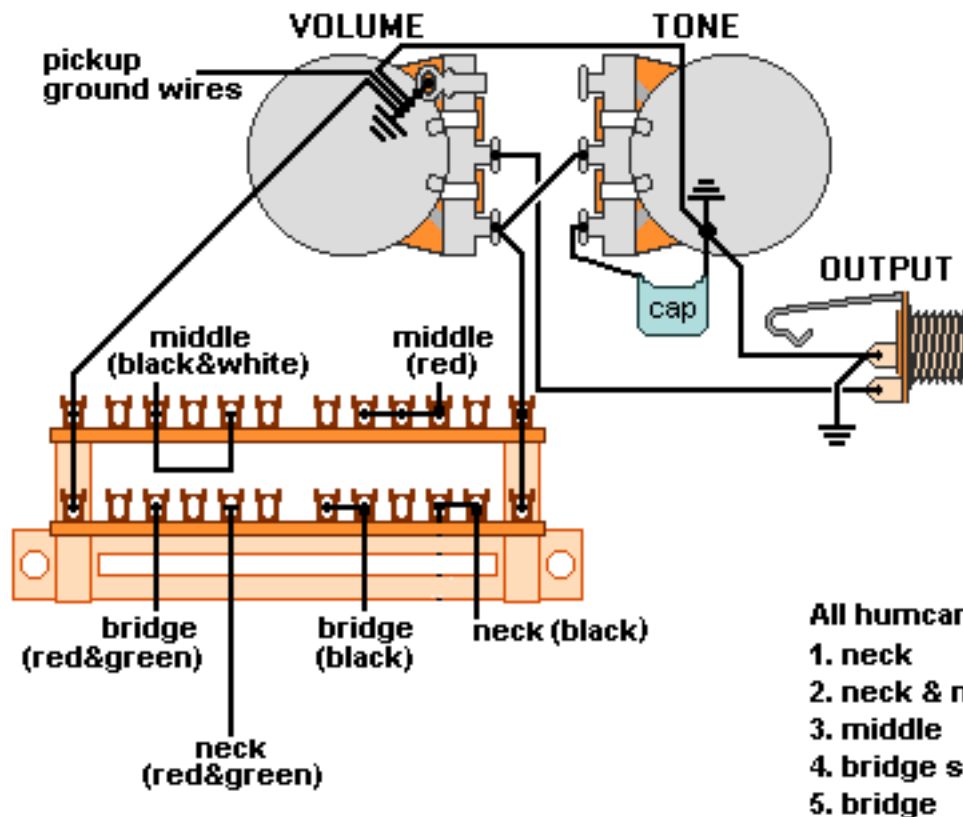 VOLUME
TONE
pickup
ground wires
OUTPUT
cap
middle
(black&white)
middle
(red)
bridge
(red&green)
bridge
(black)
neck (black)
neck
(red&green)
All
1. neck
2. neck &
3. middle
4. bridge
5. bridge